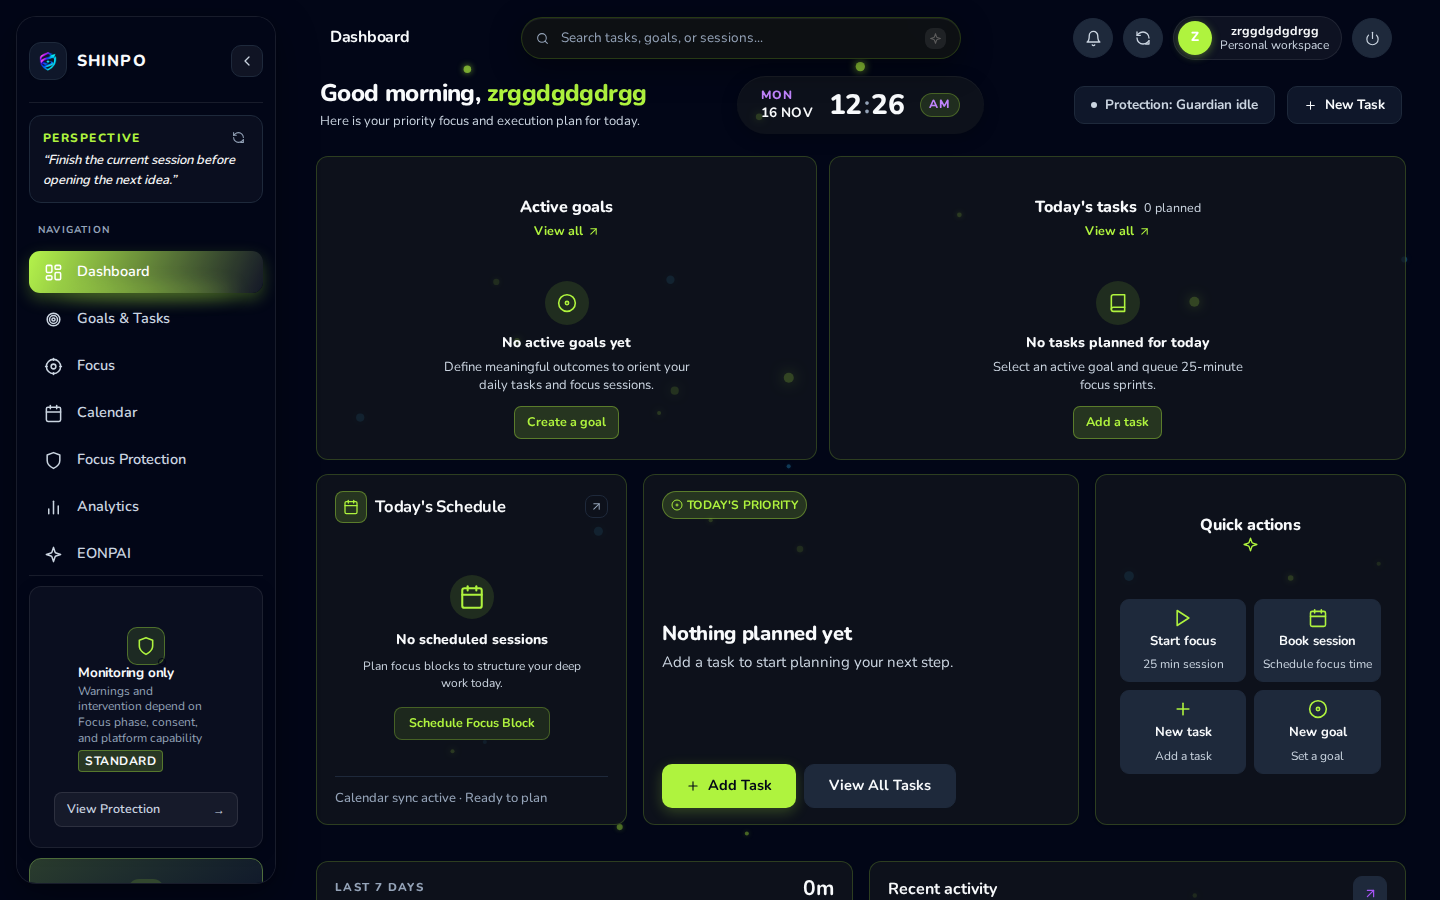 SHINPO
PERSPECTIVE
“Finish the current session before
opening the next idea.”
NAVIGATION
Dashboard
Goals & Tasks
Focus
Calendar
Focus Protection
Analytics
EONPAI
Monitoring only
Warnings and
intervention depend on
Focus phase, consent,
and platform capability
STANDARD
View Protection →
Dashboard
Search tasks, goals, or sessions...
Z
zrggdgdgdrgg
Personal workspace
Good morning, zrggdgdgdrgg
Here is your priority focus and execution plan for today.
MON
16 NOV
12:26
AM
Protection: Guardian idle
New Task
Active goals
View all
No active goals yet
Define meaningful outcomes to orient your
daily tasks and focus sessions.
Create a goal
Today's tasks 0 planned
View all
No tasks planned for today
Select an active goal and queue 25-minute
focus sprints.
Add a task
Today's Schedule
No scheduled sessions
Plan focus blocks to structure your deep
work today.
Schedule Focus Block
Calendar sync active · Ready to plan
TODAY'S PRIORITY
Nothing planned yet
Add a task to start planning your next step.
Add Task
View All Tasks
Quick actions
Start focus
25 min session
Book session
Schedule focus time
New task
Add a task
New goal
Set a goal
LAST 7 DAYS
0m
Recent activity